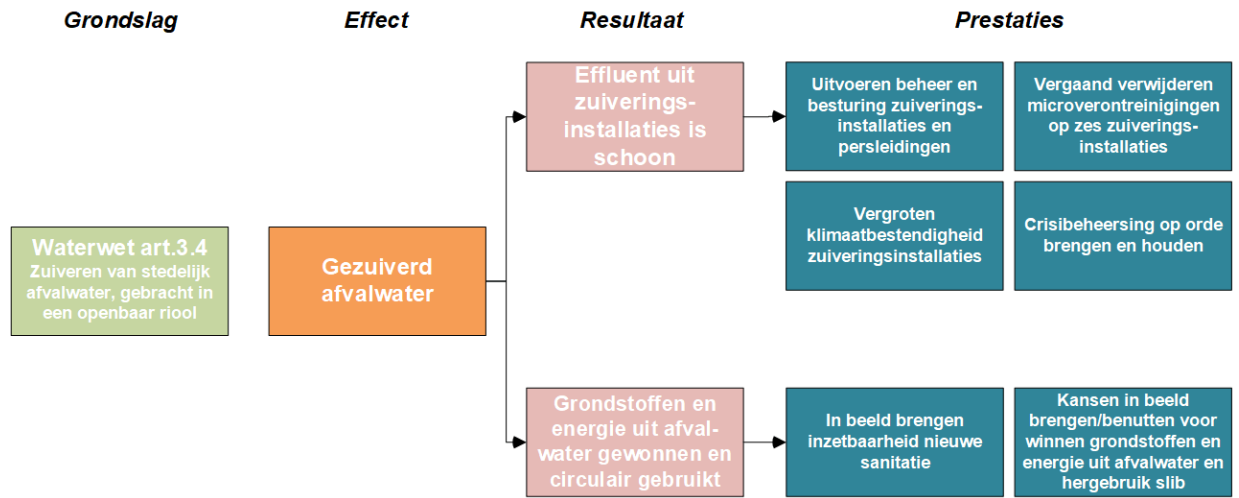 Grondslag
Effect
Resultaat
Prestaties
Waterwet art.3.4
Zuiveren van stedelijk
afvalwater, gebracht in
een openbaar riool
Gezuiverd
afvalwater
Effluent uit
zuiverings-
installaties is
schoon
Uitvoeren beheer en
besturing zuiverings-
installaties en
persleidingen
Vergaand verwijderen
microverontreinigingen
op zes zuiverings-
installaties
Vergroten
klimaatbestendigheid
zuiveringsinstallaties
Crisibeheersing op orde
brengen en houden
Grondstoffen en
energie uit afval-
water gewonnen en
circulair gebruikt
In beeld brengen
inzetbaarheid nieuwe
sanitatie
Kansen in beeld
brengen/benutten voor
winnen grondstoffen en
energie uit afvalwater en
hergebruik slib